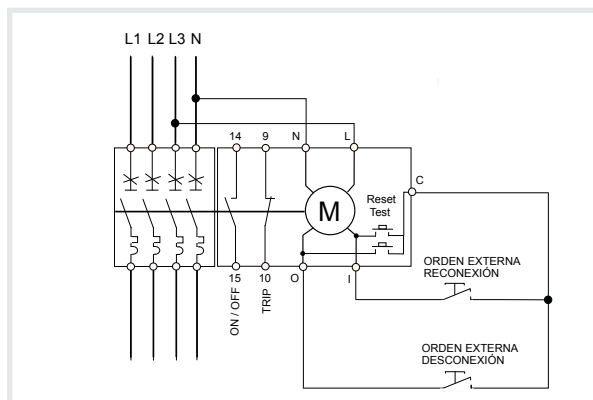 L1 L2 L3 N
14 9 N L
C
Reset
Test
M
15 10 O I
ON / OFF
TRIP
ORDEN EXTERNA
RECONEXIÓN
ORDEN EXTERNA
DESCONEXIÓN